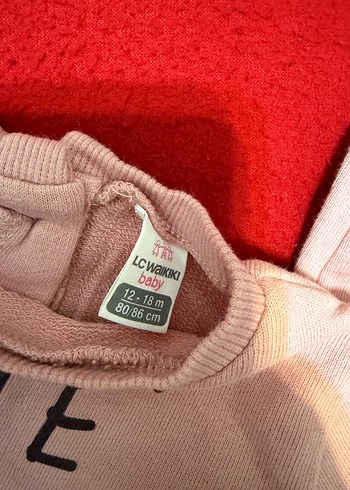 LC WAIKIKI
baby
12 - 18 m
80/86 cm
E